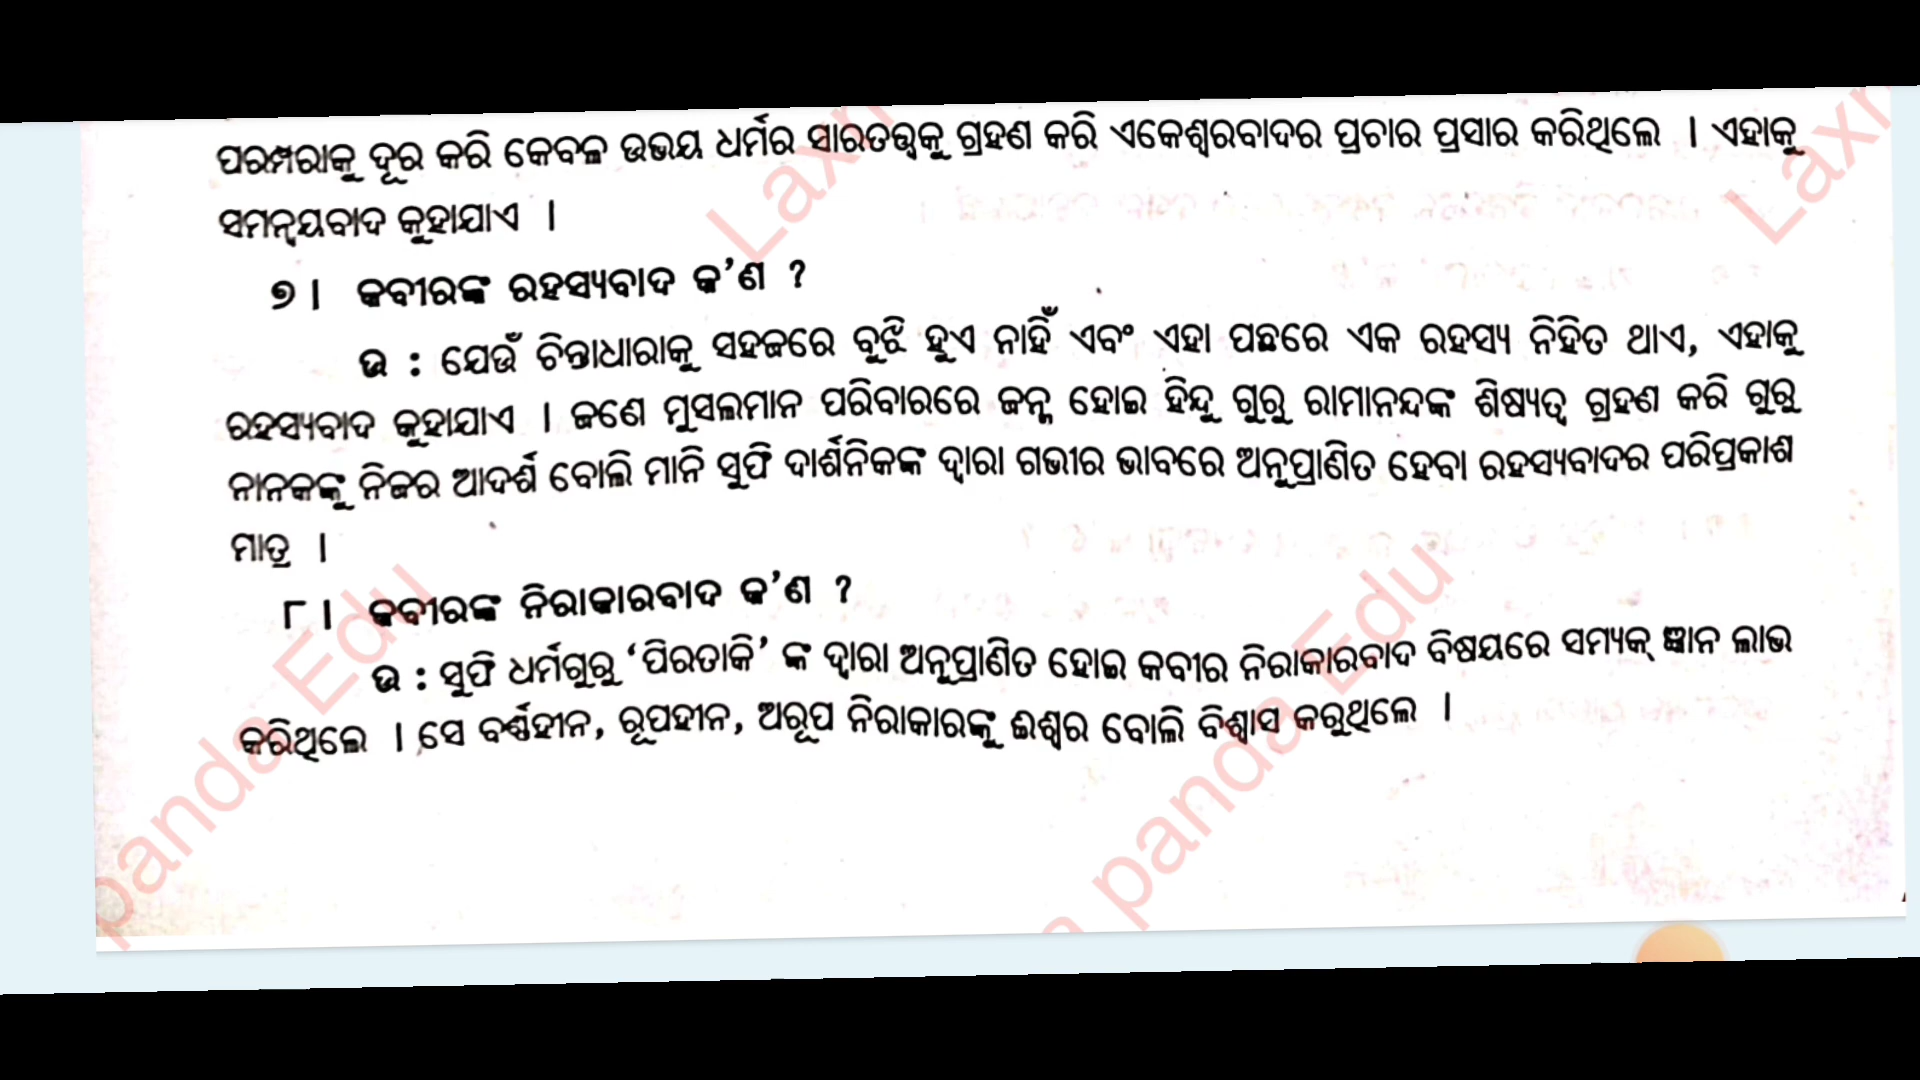 ପରମ୍ପରାକୁ ଦୂର କରି କେବଳ ଉଭୟ ଧର୍ମର ସାରତତ୍ତ୍ୱକୁ ଗ୍ରହଣ କରି ଏକେଶ୍ୱରବାଦର ପ୍ରଚାର ପ୍ରସାର କରିଥିଲେ । ଏହାକୁ
ସମନ୍ୱୟବାଦ କୁହାଯାଏ ।
୭। କବୀରଙ୍କ ରହସ୍ୟବାଦ କ'ଣ ?
ଉ : ଯେଉଁ ଚିନ୍ତାଧାରାକୁ ସହଜରେ ବୁଝି ହୁଏ ନାହିଁ ଏବଂ ଏହା ପଛରେ ଏକ ରହସ୍ୟ ନିହିତ ଥାଏ, ଏହାକୁ
ରହସ୍ୟବାଦ କୁହାଯାଏ । ଜଣେ ମୁସଲମାନ ପରିବାରରେ ଜନ୍ମ ହୋଇ ହିନ୍ଦୁ ଗୁରୁ ରାମାନନ୍ଦଙ୍କ ଶିଷ୍ୟତ୍ୱ ଗ୍ରହଣ କରି ଗୁରୁ
ନାନକଙ୍କୁ ନିଜର ଆଦର୍ଶ ବୋଲି ମାନି ସୁଫି ଦାର୍ଶନିକଙ୍କ ଦ୍ୱାରା ଗଭୀର ଭାବରେ ଅନୁପ୍ରାଣିତ ହେବା ରହସ୍ୟବାଦର ପରିପ୍ରକାଶ
ମାତ୍ର ।
୮। କବୀରଙ୍କ ନିରାକାରବାଦ କ'ଣ ?
ଉ : ସୁଫି ଧର୍ମଗୁରୁ 'ପିରତାକି' ଙ୍କ ଦ୍ୱାରା ଅନୁପ୍ରାଣିତ ହୋଇ କବୀର ନିରାକାରବାଦ ବିଷୟରେ ସମ୍ୟକ୍ ଜ୍ଞାନ ଲାଭ
କରିଥିଲେ । ସେ ବର୍ଣ୍ଣହୀନ, ରୂପହୀନ, ଅରୂପ ନିରାକାରଙ୍କୁ ଈଶ୍ୱର ବୋଲି ବିଶ୍ୱାସ କରୁଥିଲେ ।
Laxm
Laxm
panda Edu
a panda Edu